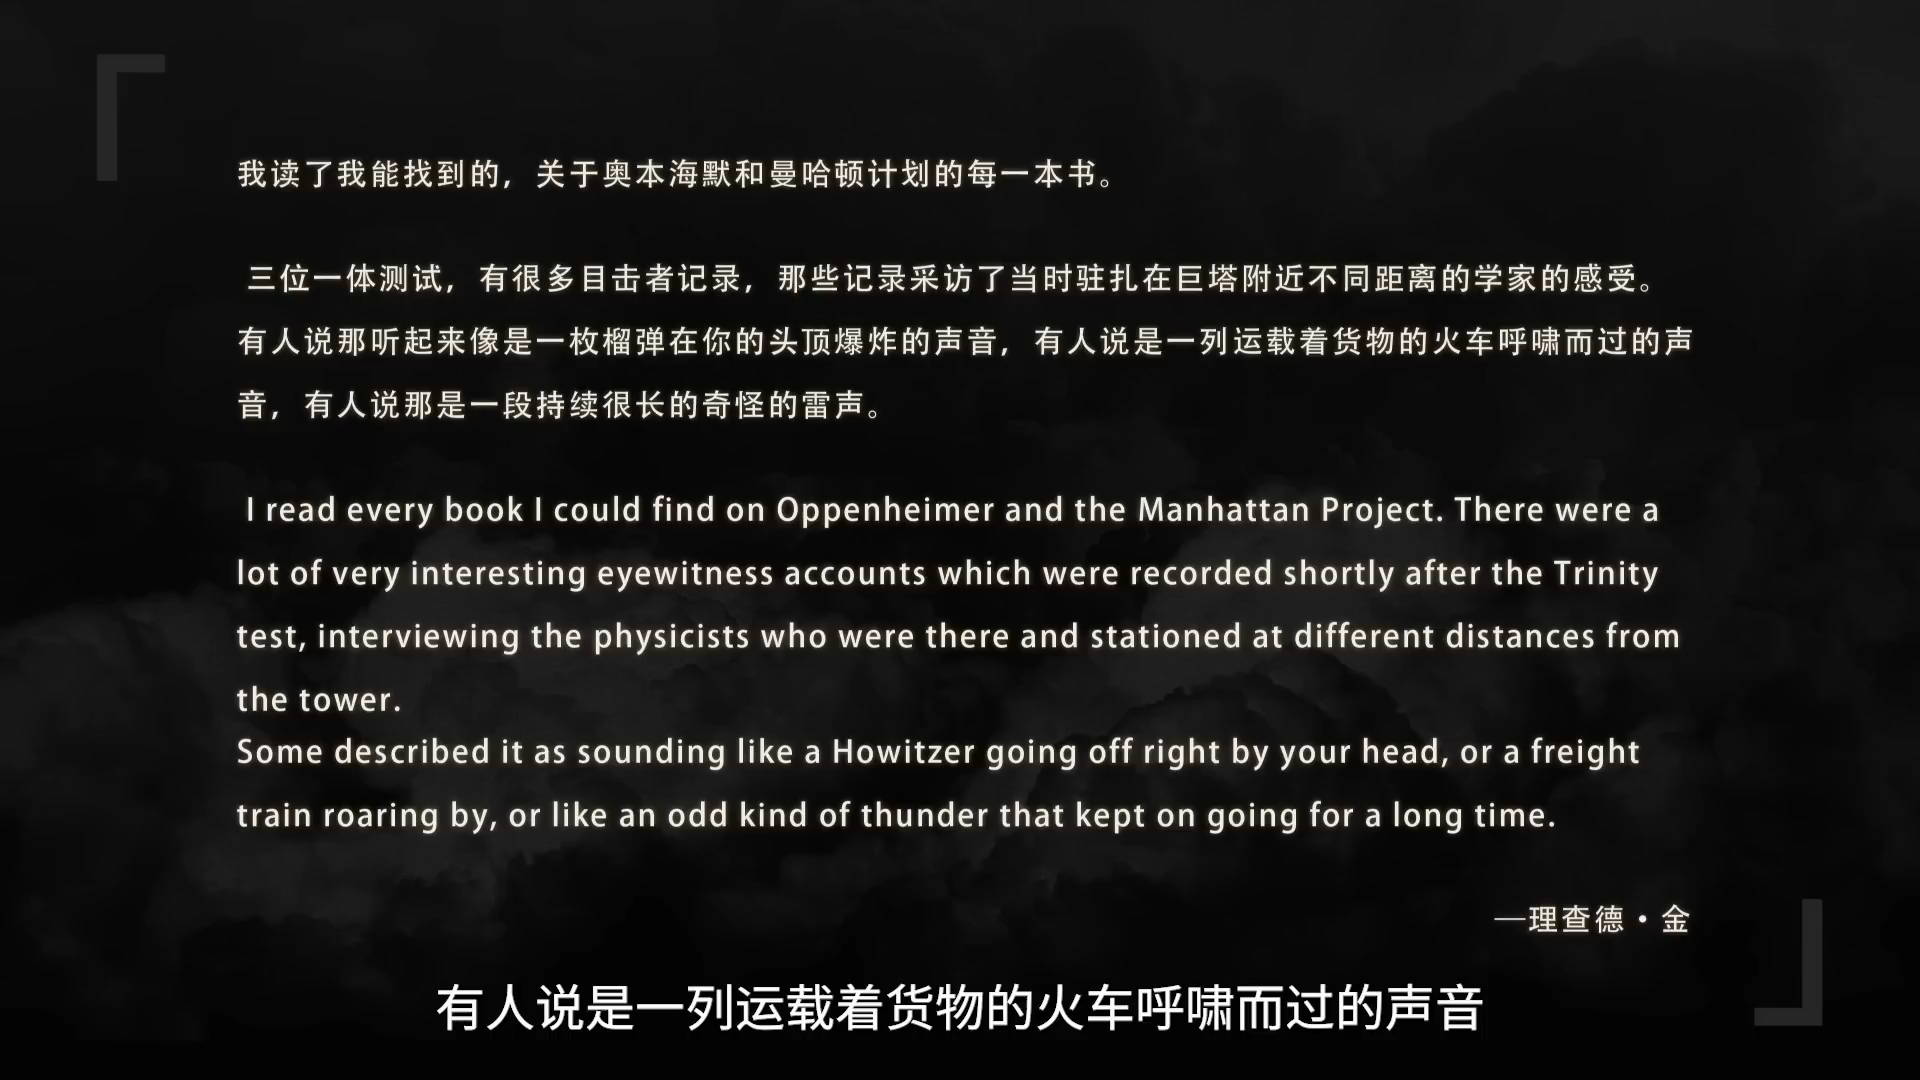 我读了我能找到的，关于奥本海默和曼哈顿计划的每一本书。
三位一体测试，有很多目击者记录，那些记录采访了当时驻扎在巨塔附近不同距离的学家的感受。
有人说那听起来像是一枚榴弹在你的头顶爆炸的声音，有人说是一列运载着货物的火车呼啸而过的声
音，有人说那是一段持续很长的奇怪的雷声。
I read every book I could find on Oppenheimer and the Manhattan Project. There were a
lot of very interesting eyewitness accounts which were recorded shortly after the Trinity
test, interviewing the physicists who were there and stationed at different distances from
the tower.
Some described it as sounding like a Howitzer going off right by your head, or a freight
train roaring by, or like an odd kind of thunder that kept on going for a long time.
—理查德·金
有人说是一列运载着货物的火车呼啸而过的声音